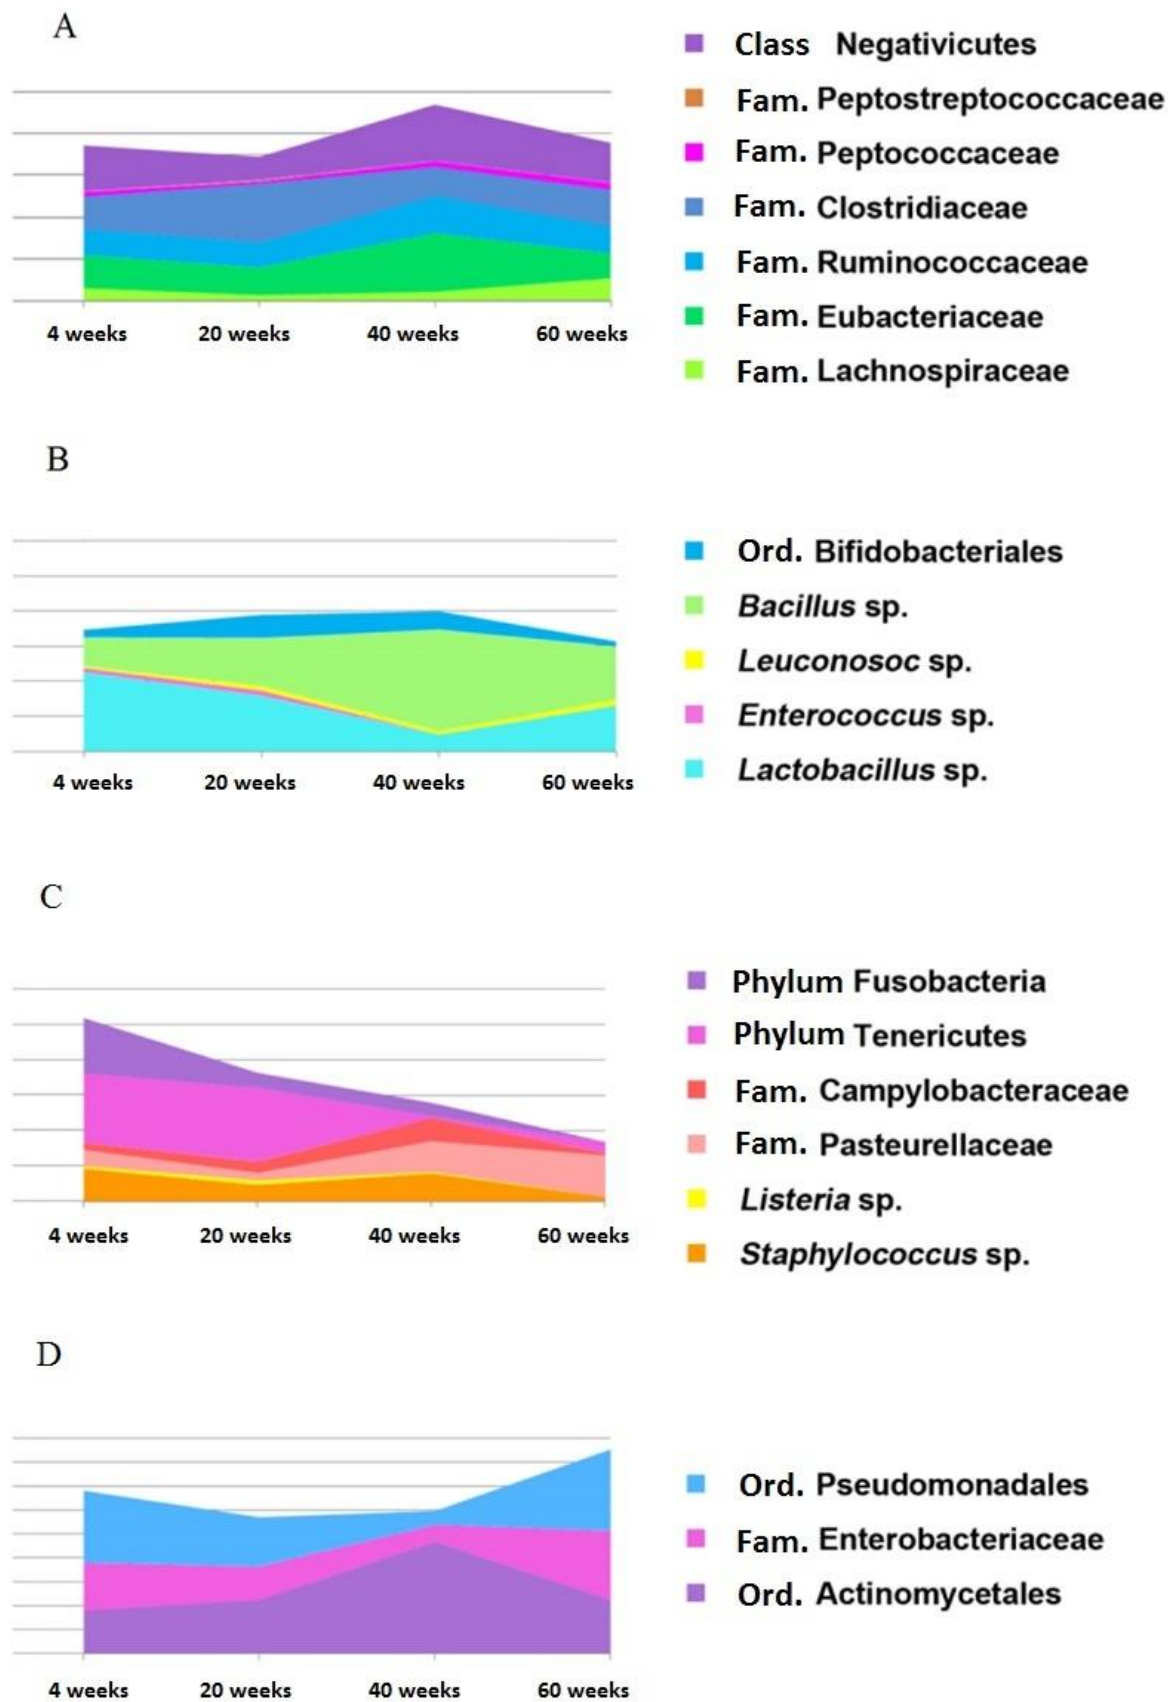 A
Class Negativicutes
Fam. Peptostreptococcaceae
Fam. Peptococcaceae
Fam. Clostridiaceae
Fam. Ruminococcaceae
Fam. Eubacteriaceae
Fam. Lachnospiraceae
4 weeks 20 weeks 40 weeks 60 weeks
B
Ord. Bifidobacteriales
Bacillus sp.
Leuconosoc sp.
Enterococcus sp.
Lactobacillus sp.
4 weeks 20 weeks 40 weeks 60 weeks
C
Phylum Fusobacteria
Phylum Tenericutes
Fam. Campylobacteraceae
Fam. Pasteurellaceae
Listeria sp.
Staphylococcus sp.
4 weeks 20 weeks 40 weeks 60 weeks
D
Ord. Pseudomonadales
Fam. Enterobacteriaceae
Ord. Actinomycetales
4 weeks 20 weeks 40 weeks 60 weeks